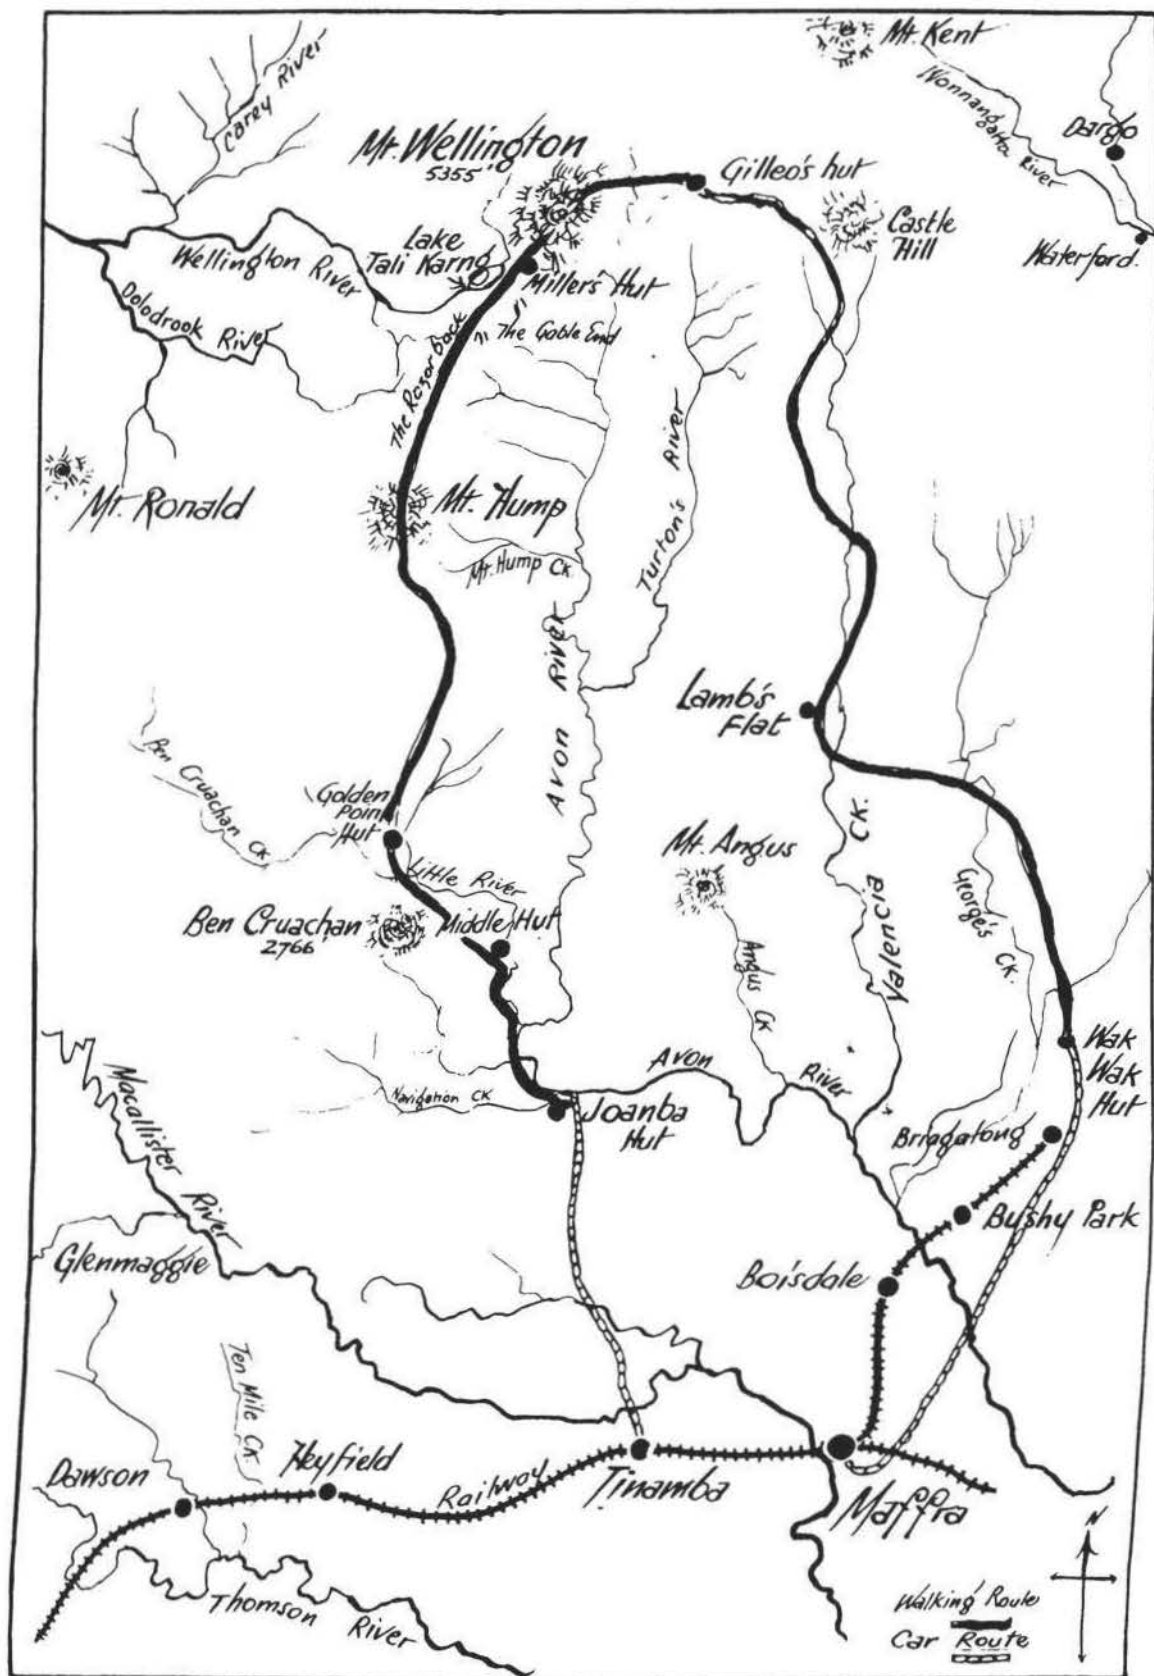 Mt. Kent
Carey River
Wonnangatta River
Dargo
Mt. Wellington
5355'
Gilleo's hut
Castle
Hill
Waterford.
Lake
Tali Karng
Wellington River
Millers Hut
Dolodrook River
The Gable End
The Razor back
Turton's River
Mt. Ronald
Mt. Hump
Mt. Hump Ck.
AVON RIVER
Lamb's
Flat
Ben Cruachan Ck
Golden
Point
Hut
Mt. Angus
Little River
George's Ck.
Valencia Ck.
Ben Cruachan
2766'
Middle Hut
Angus Ck
Wak
Wak
Hut
Avon River
Macallister River
Navigation Ck
Joanba
Hut
Briagatong
Bushy Park
Glenmaggie
Boisdale
Ten Mile Ck.
Heyfield
Dawson
Railway
Tinamba
Maffra
N
Thomson River
Walking Route
Car Route